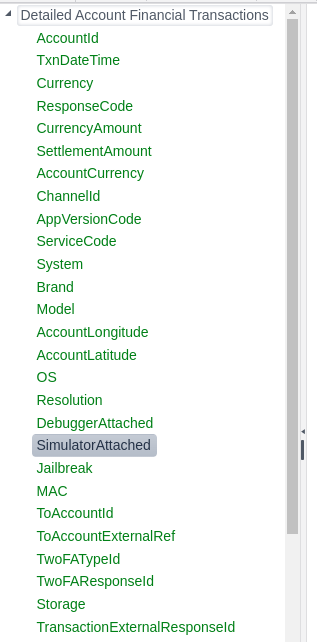 Detailed Account Financial Transactions
AccountId
TxnDateTime
Currency
ResponseCode
CurrencyAmount
SettlementAmount
AccountCurrency
ChannelId
AppVersionCode
ServiceCode
System
Brand
Model
AccountLongitude
AccountLatitude
OS
Resolution
DebuggerAttached
SimulatorAttached
Jailbreak
MAC
ToAccountId
ToAccountExternalRef
TwoFATypeId
TwoFAResponseId
Storage
TransactionExternalResponseId